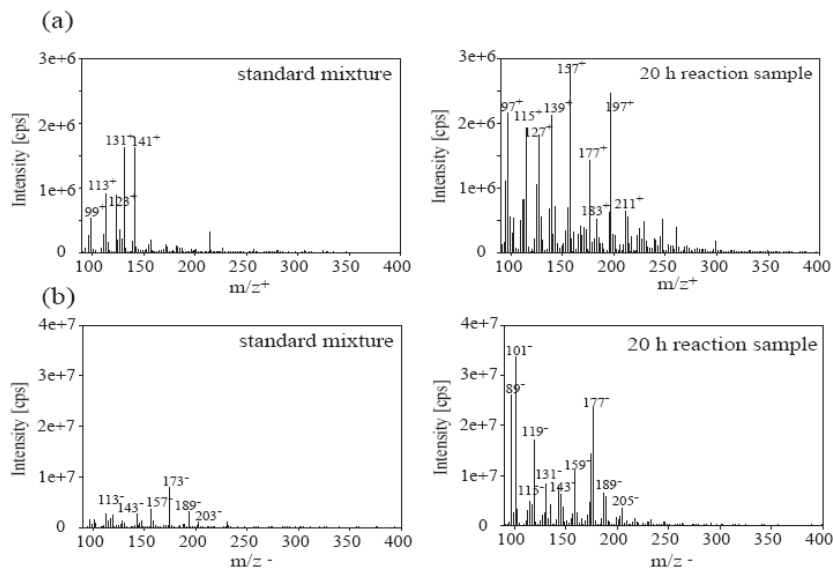 (a)
standard mixture
3e+6
2e+6
1e+6
0
Intensity [cps]
131⁺
141⁺
113⁺
123⁺
99⁺
100 150 200 250 300 350 400
m/z⁺
20 h reaction sample
3e+6
2e+6
1e+6
0
Intensity [cps]
157⁺
97⁺
115⁺
139⁺
127⁺
197⁺
177⁺
183⁺
211⁺
100 150 200 250 300 350 400
m/z⁺
(b)
standard mixture
4e+7
3e+7
2e+7
1e+7
0
Intensity [cps]
173⁻
113⁻
143⁻
157⁻
189⁻
203⁻
100 150 200 250 300 350 400
m/z -
20 h reaction sample
4e+7
3e+7
2e+7
1e+7
0
Intensity [cps]
101⁻
89⁻
177⁻
119⁻
131⁻
159⁻
115⁻
143⁻
189⁻
205⁻
100 150 200 250 300 350 400
m/z -